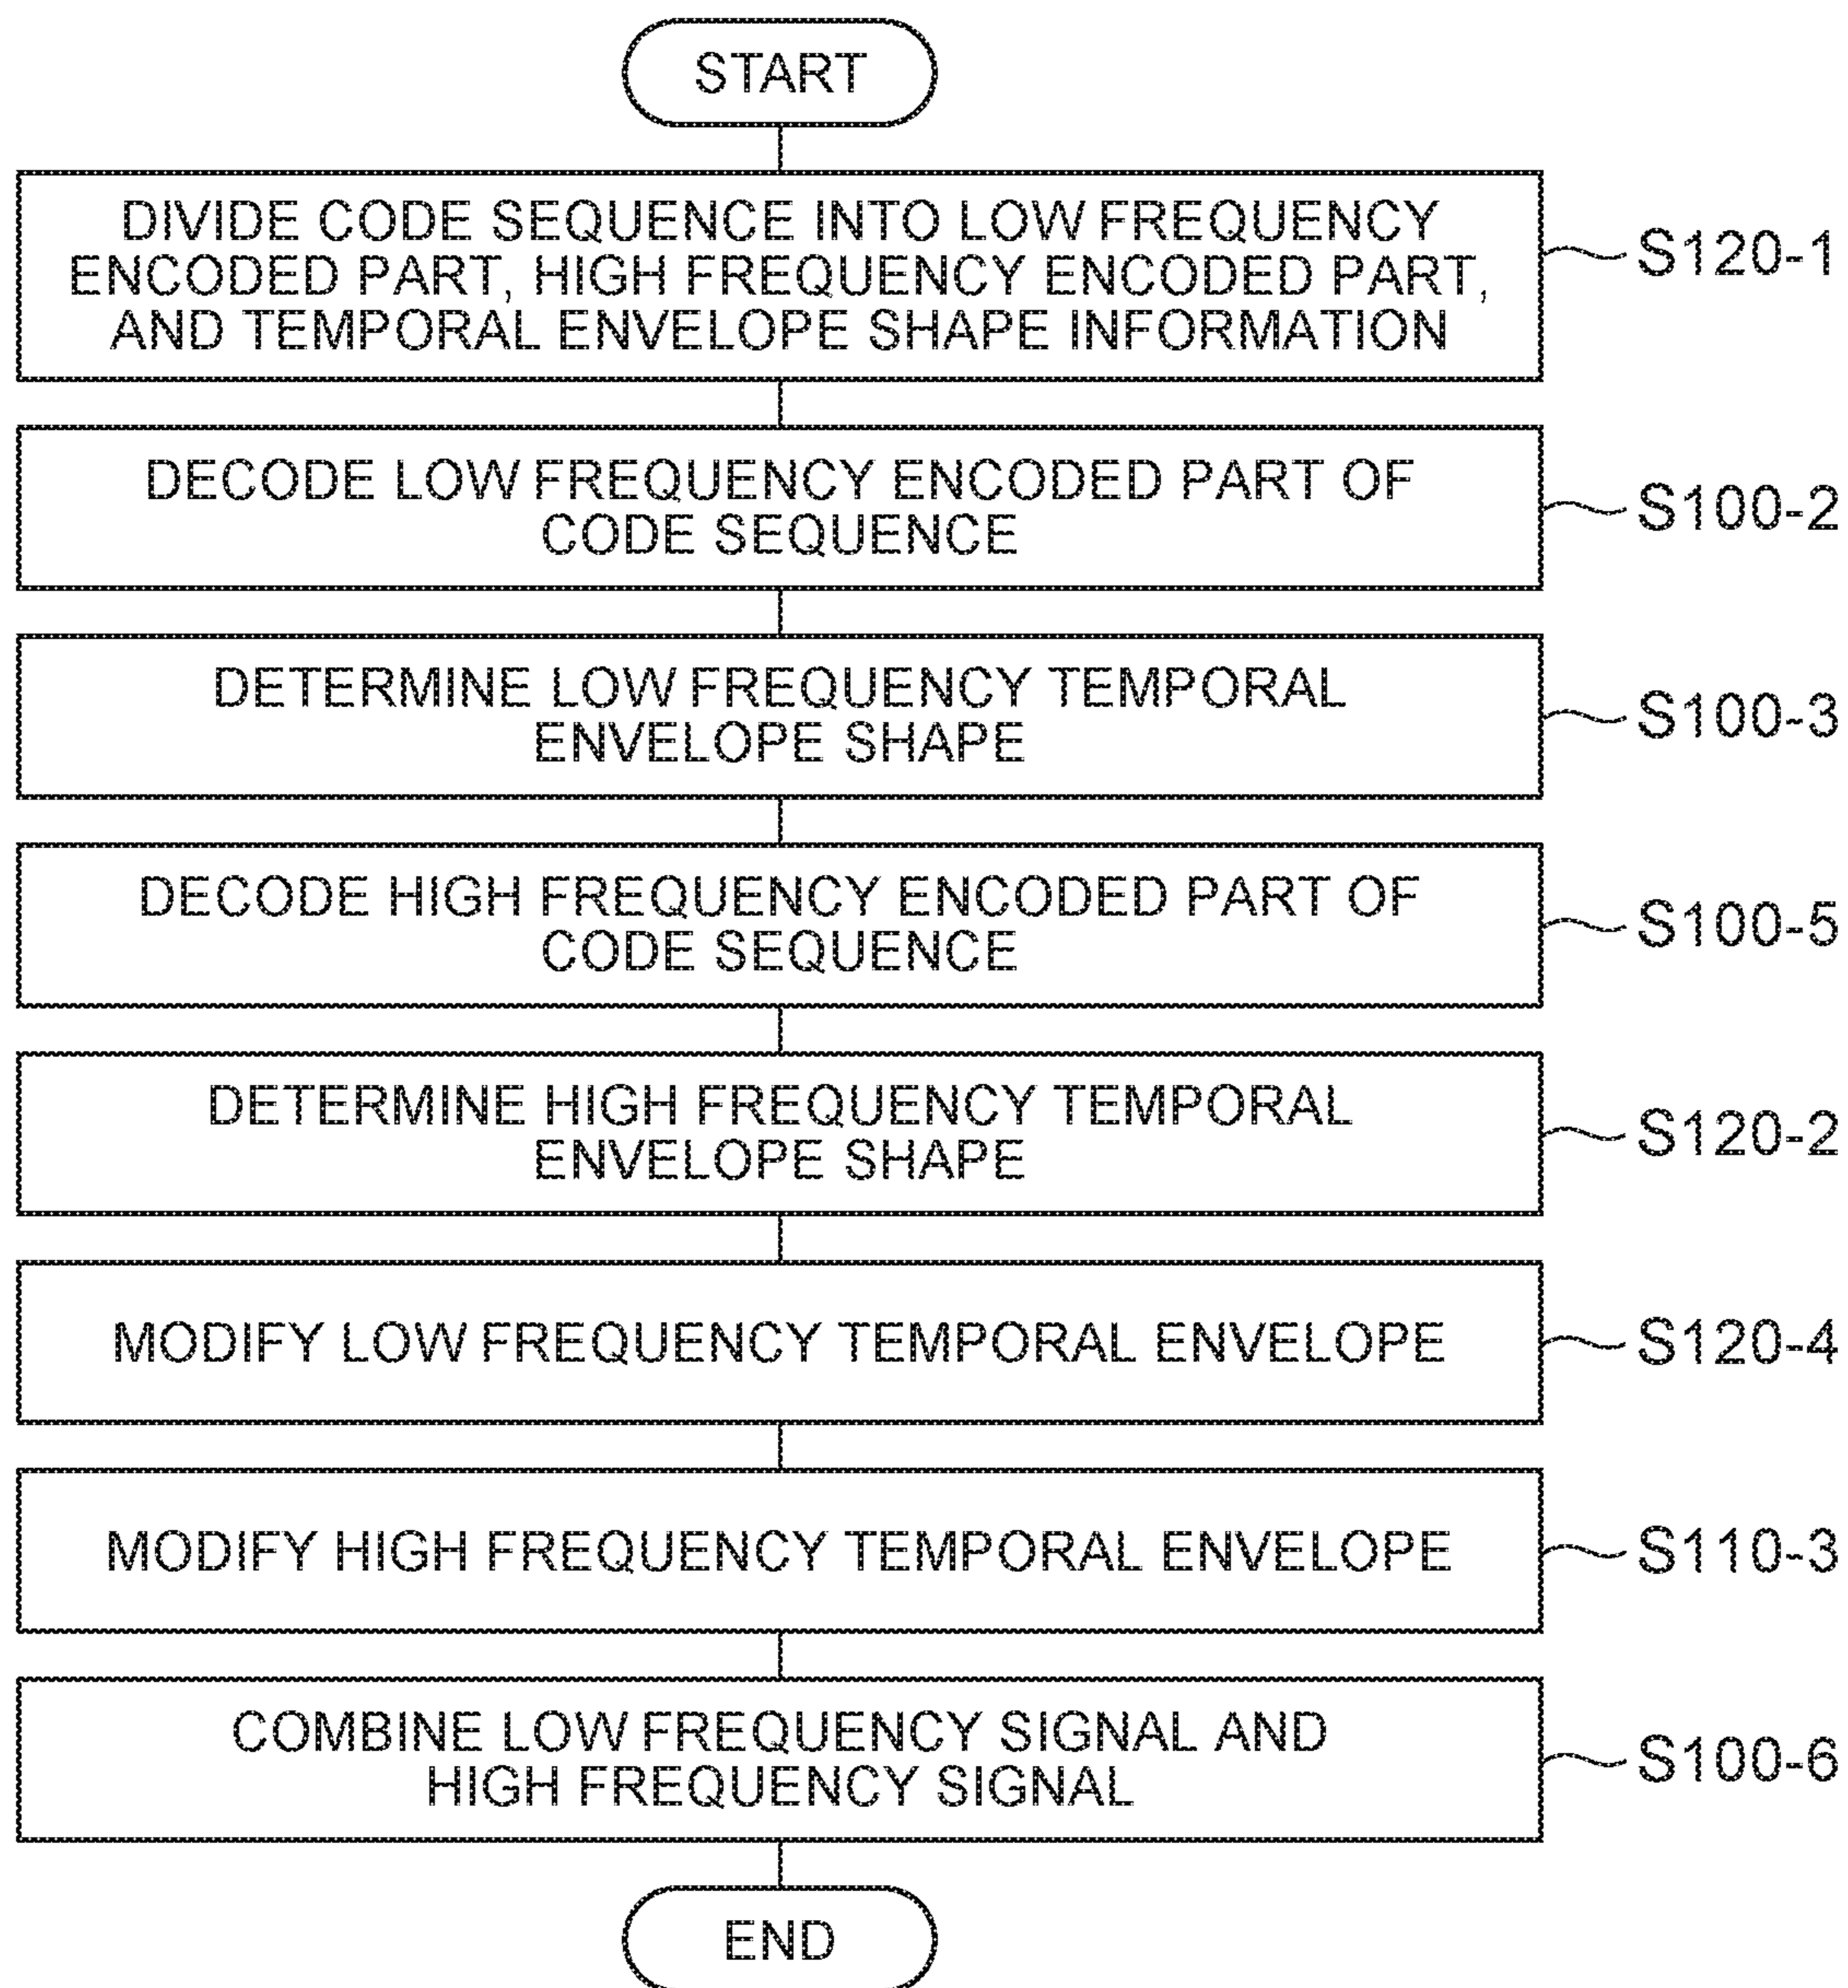 START
DIVIDE CODE SEQUENCE INTO LOW FREQUENCY
ENCODED PART, HIGH FREQUENCY ENCODED PART,
AND TEMPORAL ENVELOPE SHAPE INFORMATION
S120-1
DECODE LOW FREQUENCY ENCODED PART OF
CODE SEQUENCE
S100-2
DETERMINE LOW FREQUENCY TEMPORAL
ENVELOPE SHAPE
S100-3
DECODE HIGH FREQUENCY ENCODED PART OF
CODE SEQUENCE
S100-5
DETERMINE HIGH FREQUENCY TEMPORAL
ENVELOPE SHAPE
S120-2
MODIFY LOW FREQUENCY TEMPORAL ENVELOPE
S120-4
MODIFY HIGH FREQUENCY TEMPORAL ENVELOPE
S110-3
COMBINE LOW FREQUENCY SIGNAL AND
HIGH FREQUENCY SIGNAL
S100-6
END